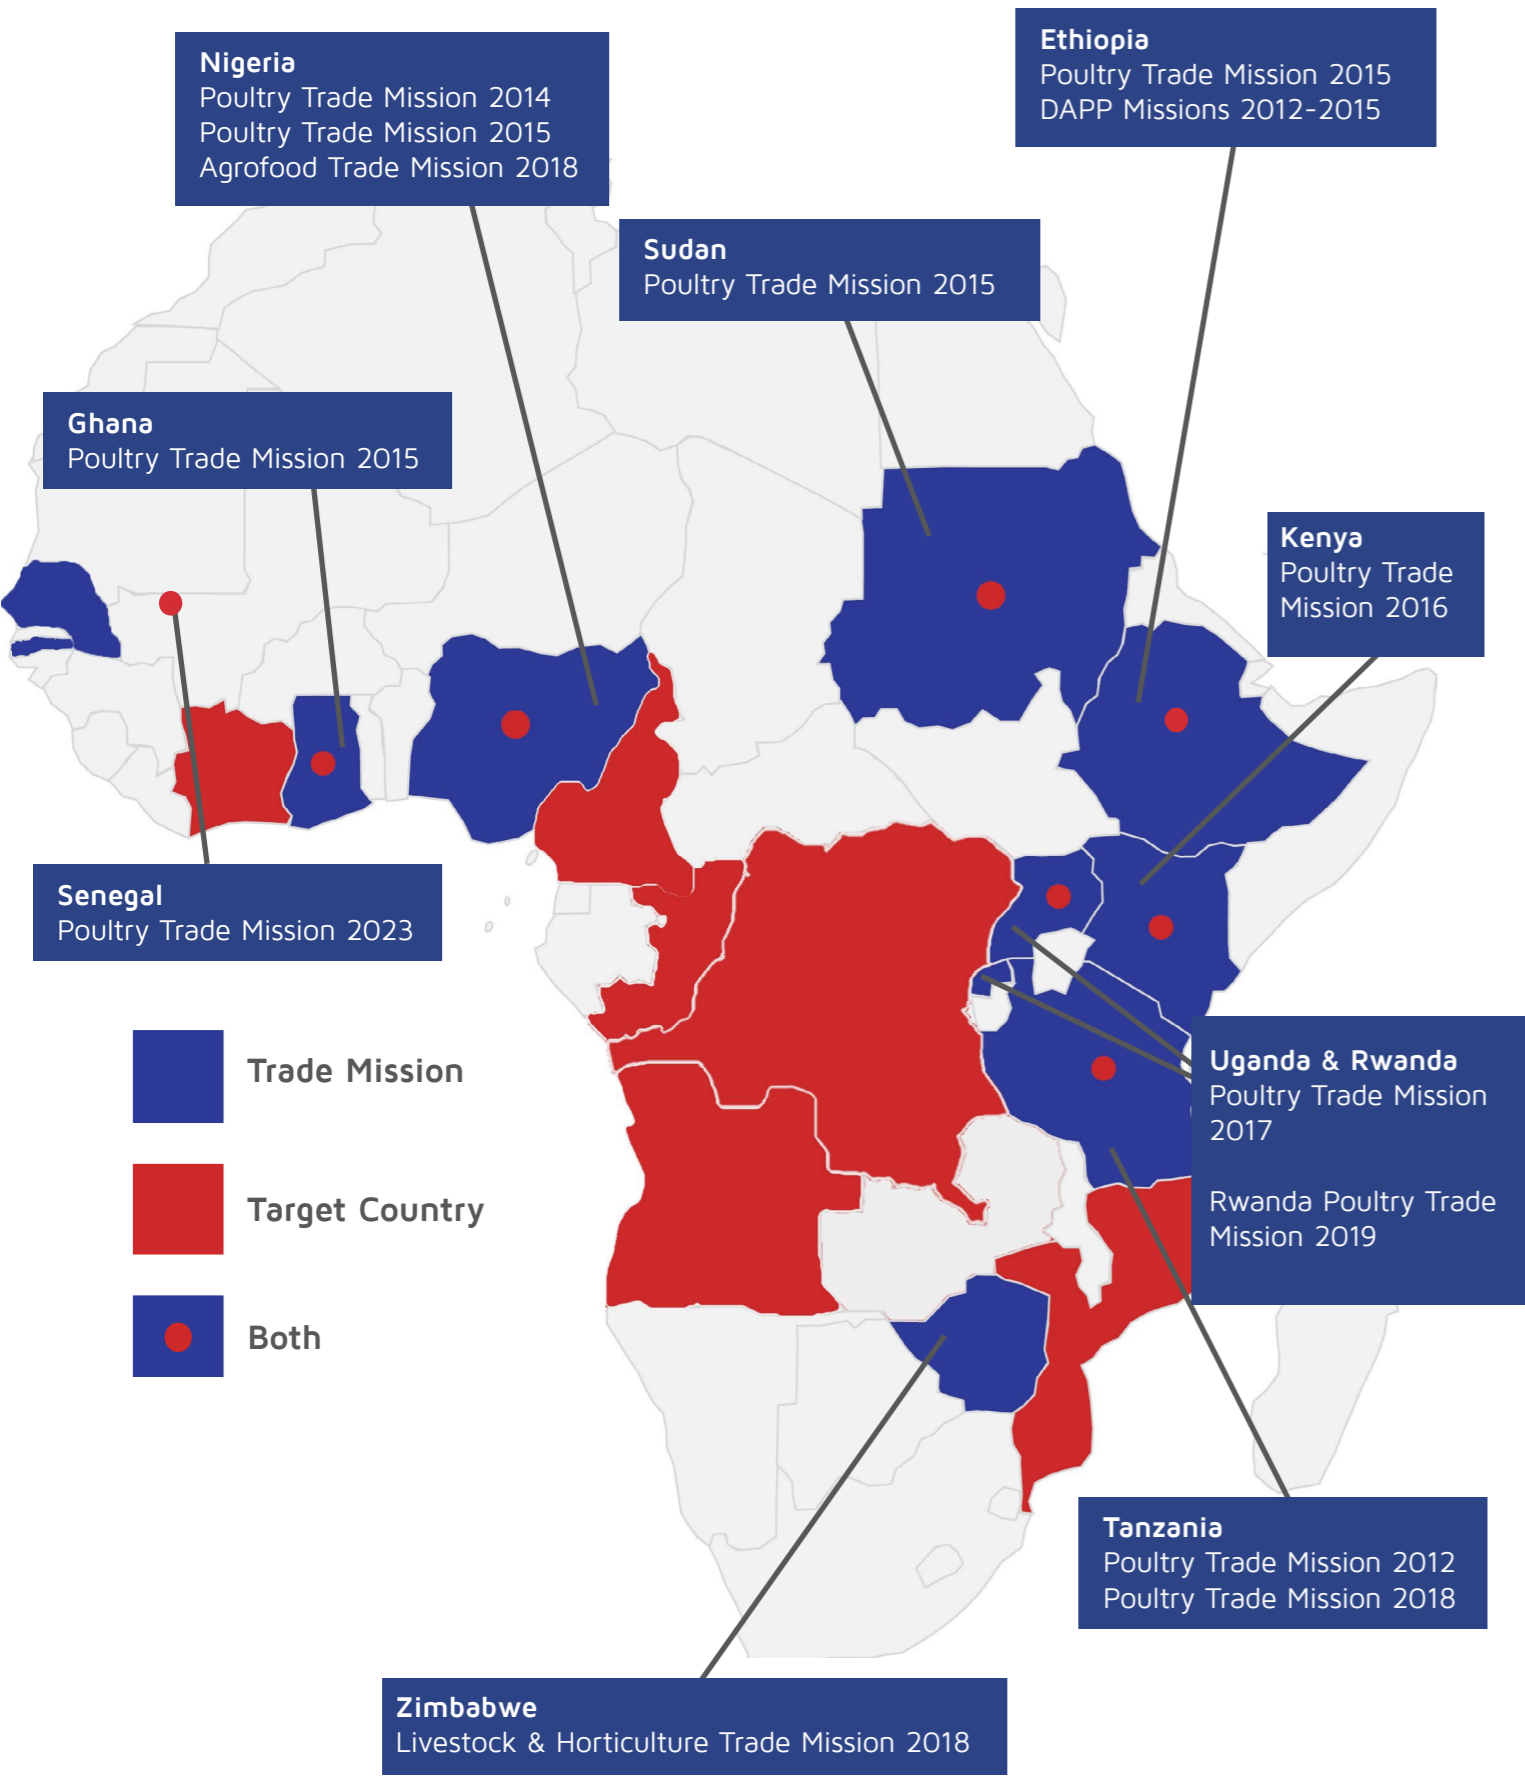 Nigeria
Poultry Trade Mission 2014
Poultry Trade Mission 2015
Agrofood Trade Mission 2018
Ethiopia
Poultry Trade Mission 2015
DAPP Missions 2012-2015
Sudan
Poultry Trade Mission 2015
Ghana
Poultry Trade Mission 2015
Kenya
Poultry Trade
Mission 2016
Senegal
Poultry Trade Mission 2023
Trade Mission
Target Country
Both
Uganda & Rwanda
Poultry Trade Mission
2017
Rwanda Poultry Trade
Mission 2019
Tanzania
Poultry Trade Mission 2012
Poultry Trade Mission 2018
Zimbabwe
Livestock & Horticulture Trade Mission 2018